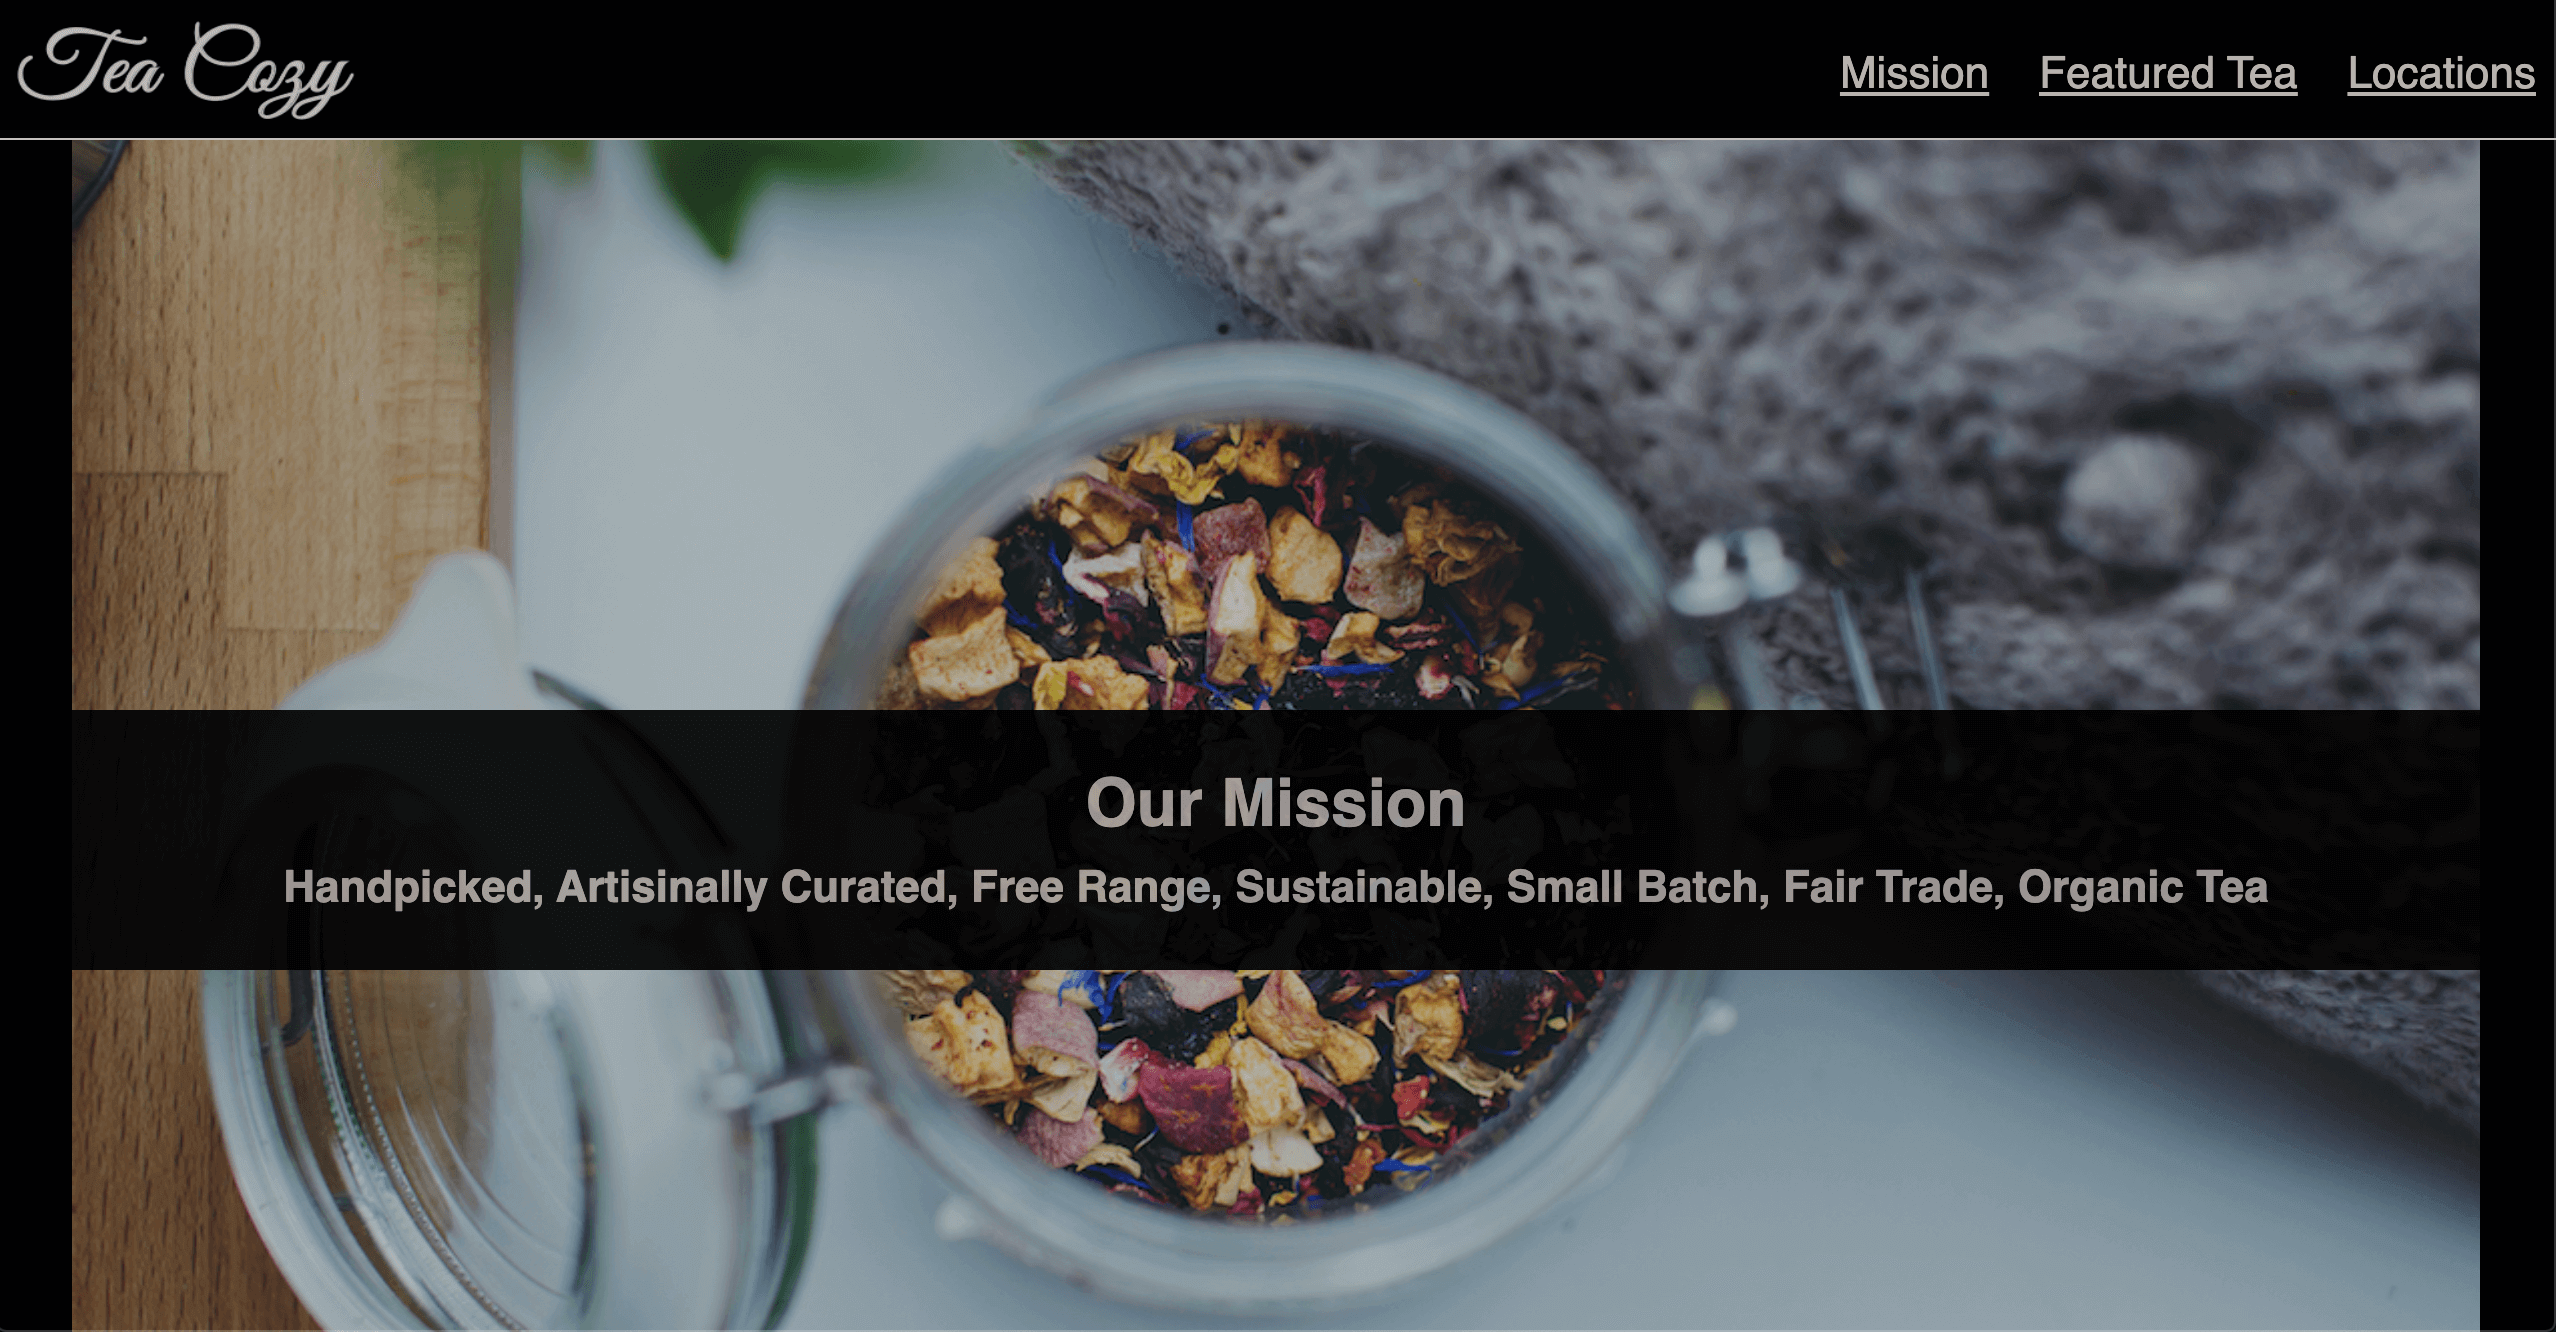 Tea Cozy
Mission Featured Tea Locations
Our Mission
Handpicked, Artisinally Curated, Free Range, Sustainable, Small Batch, Fair Trade, Organic Tea